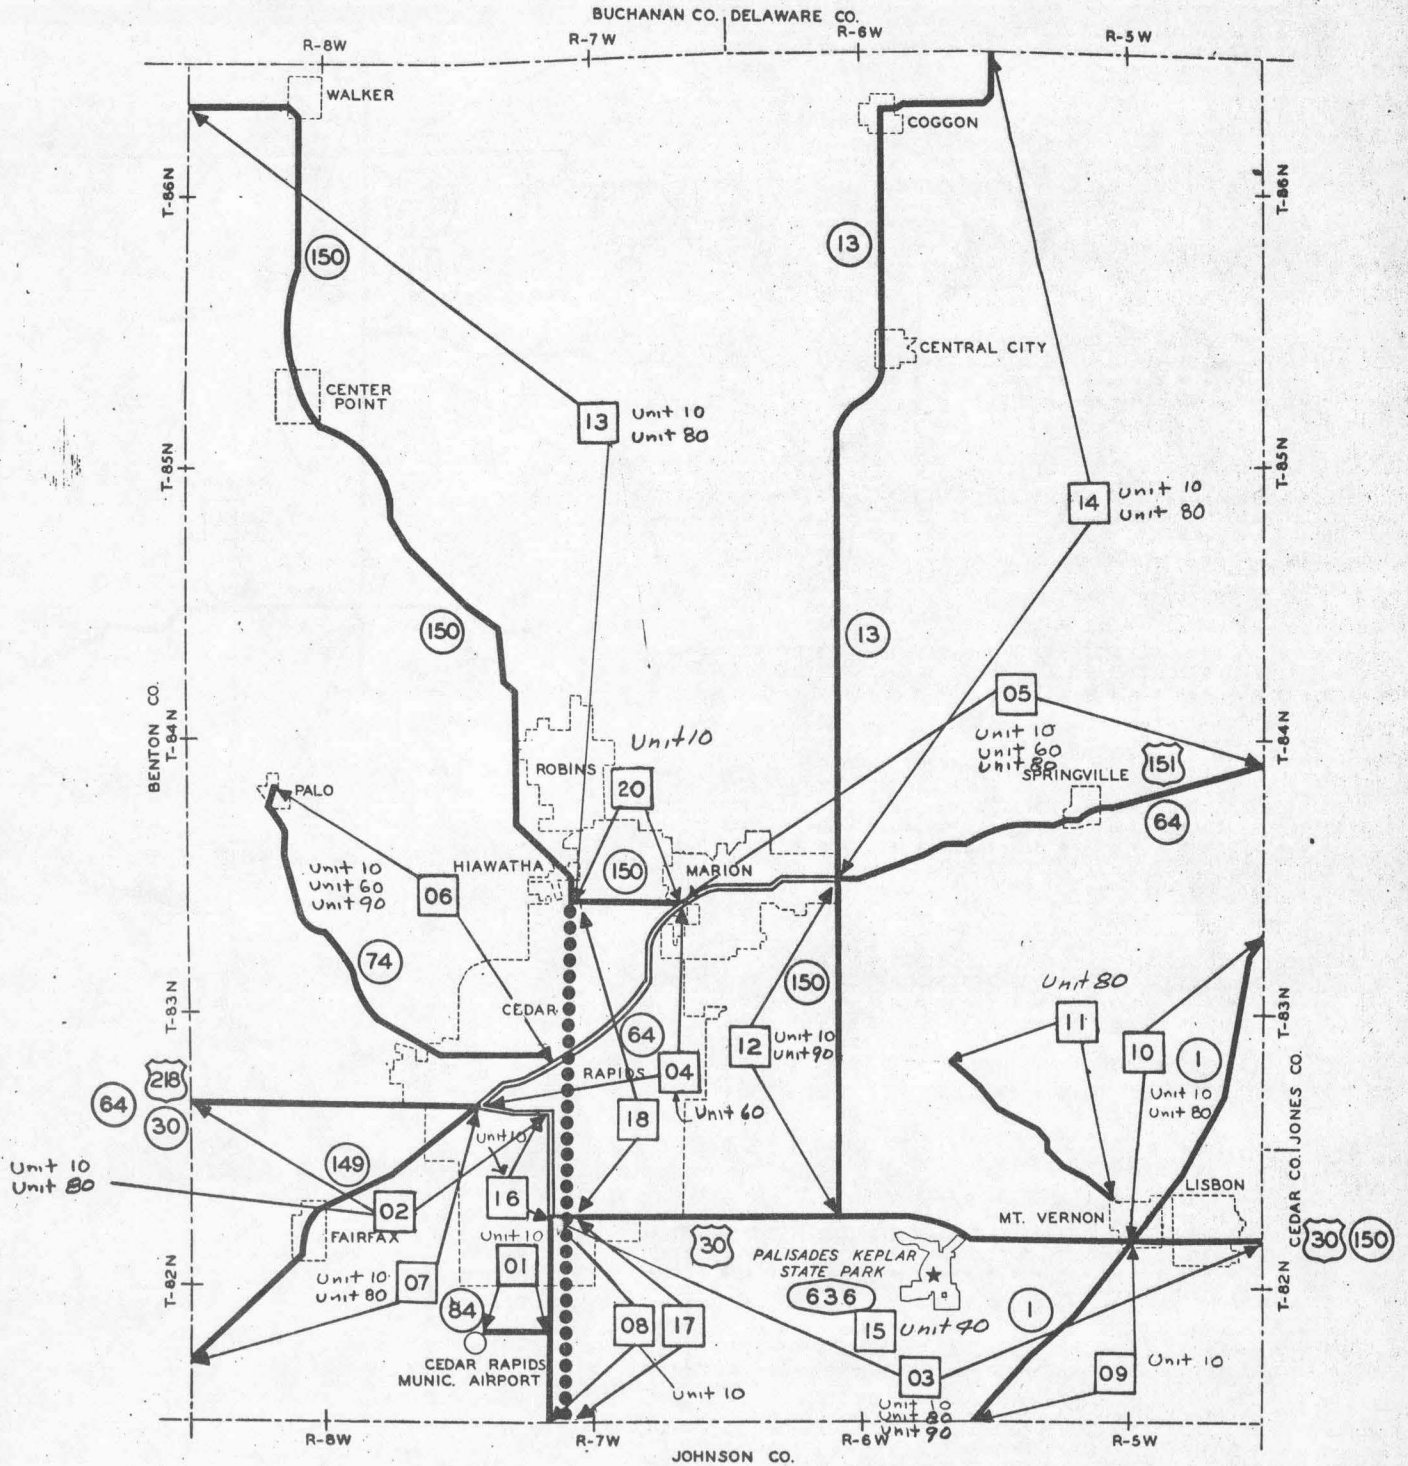 BUCHANAN CO. DELAWARE CO.
R-8W
R-7W
R-6W
R-5W
WALKER
COGGON
T-86N
T-86N
150
13
CENTRAL CITY
CENTER
POINT
13
Unit 10
Unit 80
T-85N
T-85N
14
Unit 10
Unit 80
150
13
BENTON CO.
T-84N
T-84N
05
Unit 10
Unit 60
Unit 80
151
SPRINGVILLE
64
ROBINS
Unit 10
20
PALO
HIAWATHA
150
MARION
Unit 10
Unit 60
Unit 90
06
74
150
Unit 80
11
T-83N
T-83N
CEDAR
RAPIDS
64
04
Unit 60
12
Unit 10
Unit 90
10
Unit 10
Unit 80
1
218
64
30
18
CEDAR CO. JONES CO.
Unit 10
Unit 80
149
Unit 10
16
02
FAIRFAX
LISBON
MT. VERNON
30
150
30
PALISADES KEPLAR
STATE PARK
636
Unit 10
01
07
Unit 10
Unit 80
T-82N
T-82N
84
08
17
15
Unit 40
1
CEDAR RAPIDS
MUNIC. AIRPORT
Unit 10
03
Unit 10
Unit 80
Unit 90
09
Unit 10
R-8W
R-7W
R-6W
R-5W
JOHNSON CO.